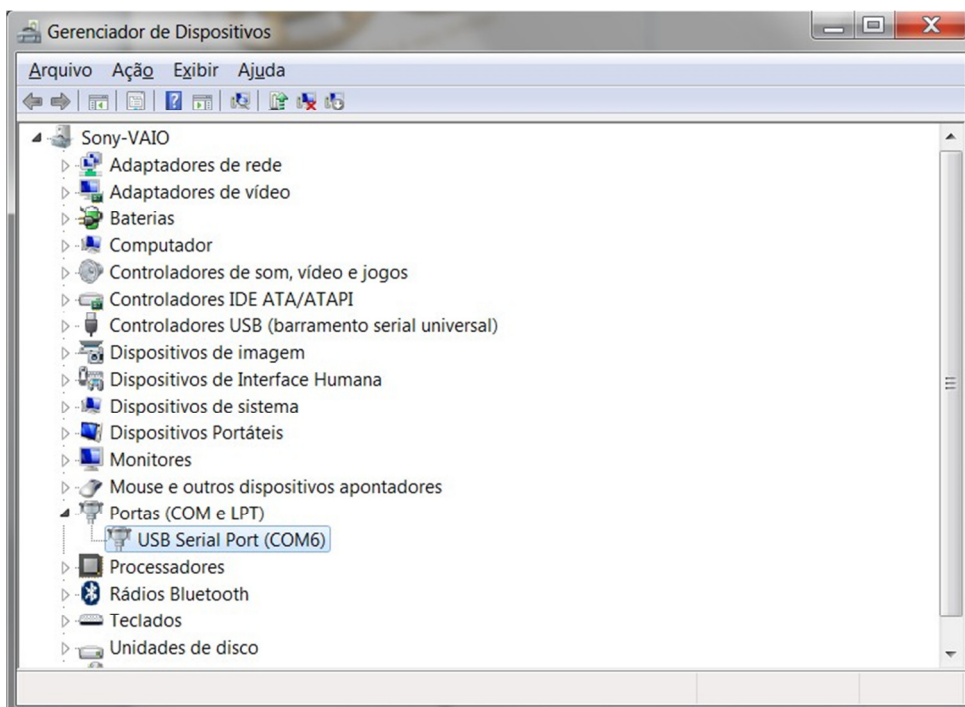 Gerenciador de Dispositivos
Arquivo Ação Exibir Ajuda
Sony-VAIO
Adaptadores de rede
Adaptadores de vídeo
Baterias
Computador
Controladores de som, vídeo e jogos
Controladores IDE ATA/ATAPI
Controladores USB (barramento serial universal)
Dispositivos de imagem
Dispositivos de Interface Humana
Dispositivos de sistema
Dispositivos Portáteis
Monitores
Mouse e outros dispositivos apontadores
Portas (COM e LPT)
USB Serial Port (COM6)
Processadores
Rádios Bluetooth
Teclados
Unidades de disco